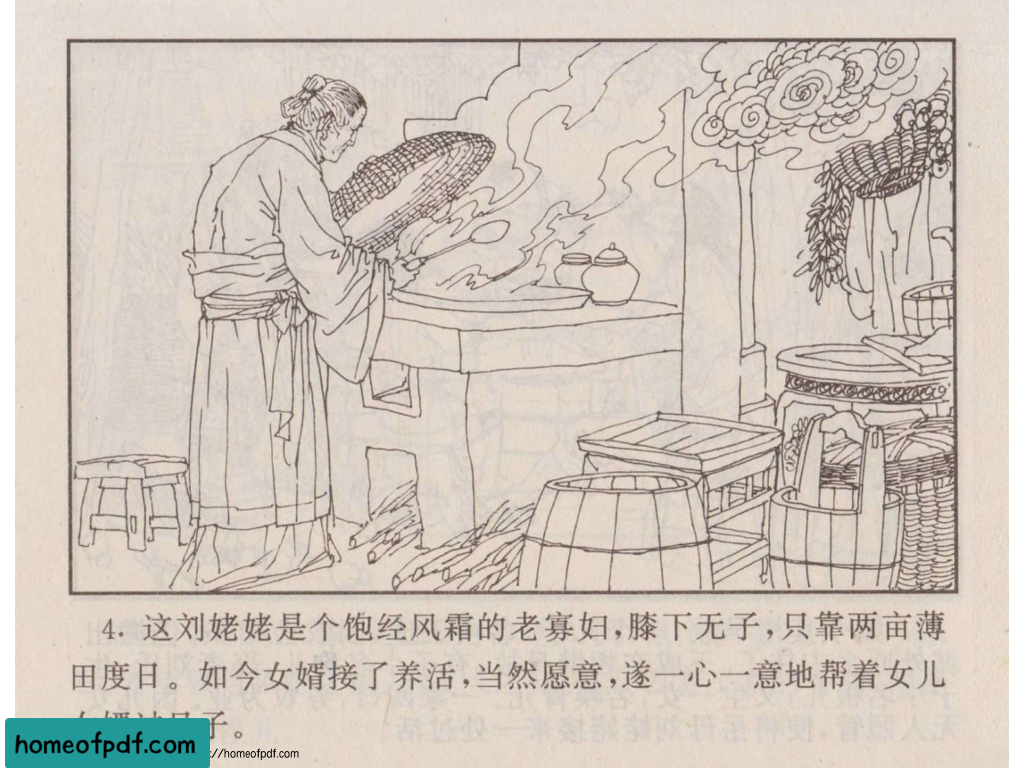 4. 这刘姥姥是个饱经风霜的老寡妇,膝下无子,只靠两亩薄
田度日。如今女婿接了养活,当然愿意,遂一心一意地帮着女儿
子。
homeofpdf.com
://homeofpdf.com